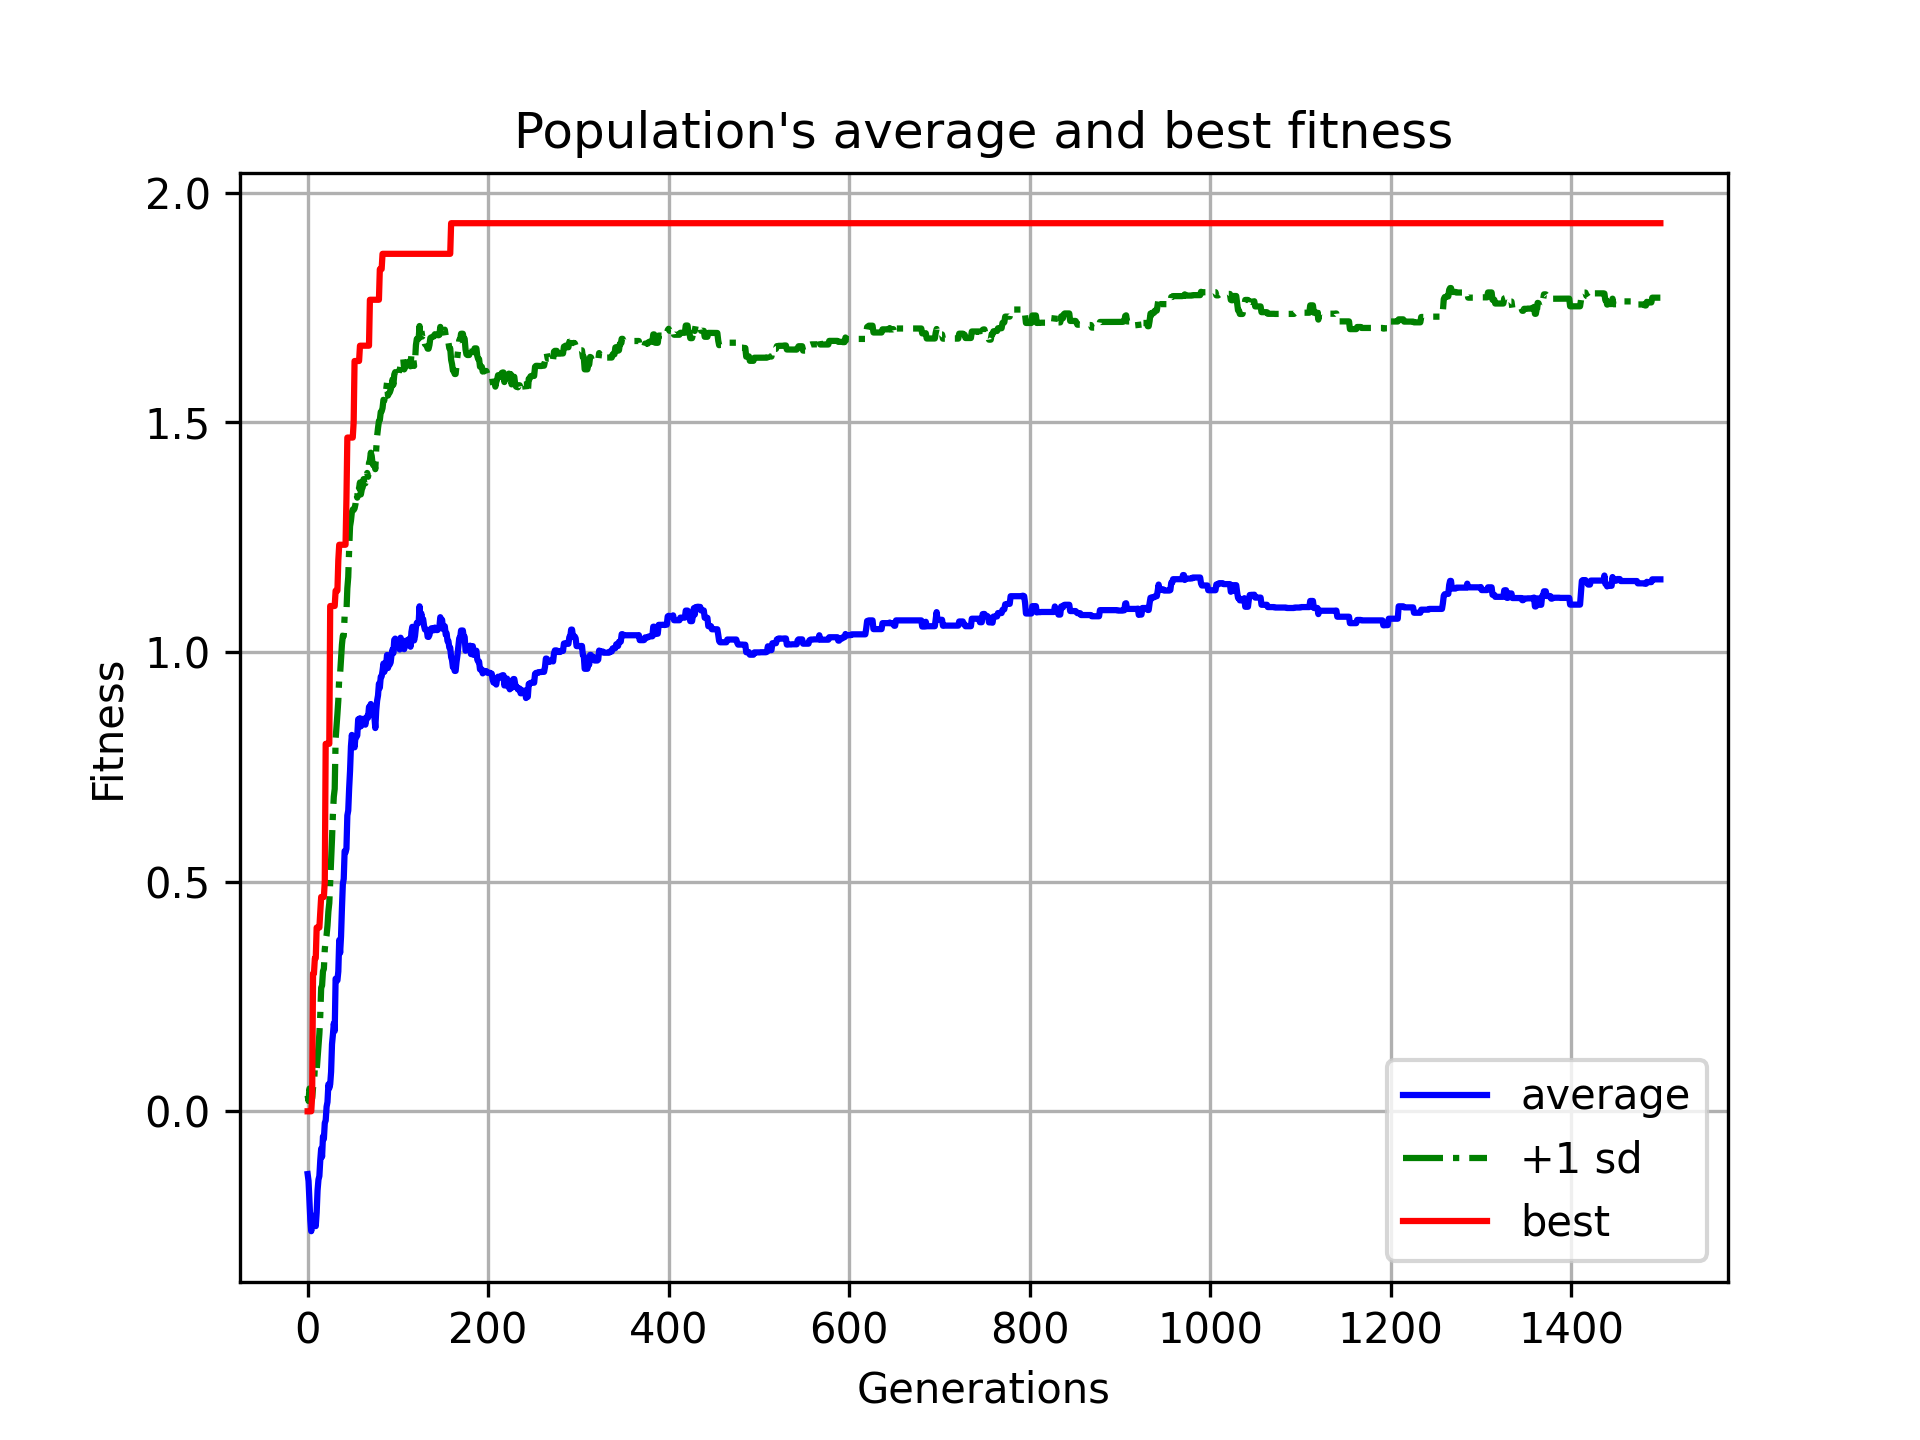 Population's average and best fitness
2.0
1.5
1.0
0.5
0.0
Fitness
0 200 400 600 800 1000 1200 1400
Generations
average
+1 sd
best